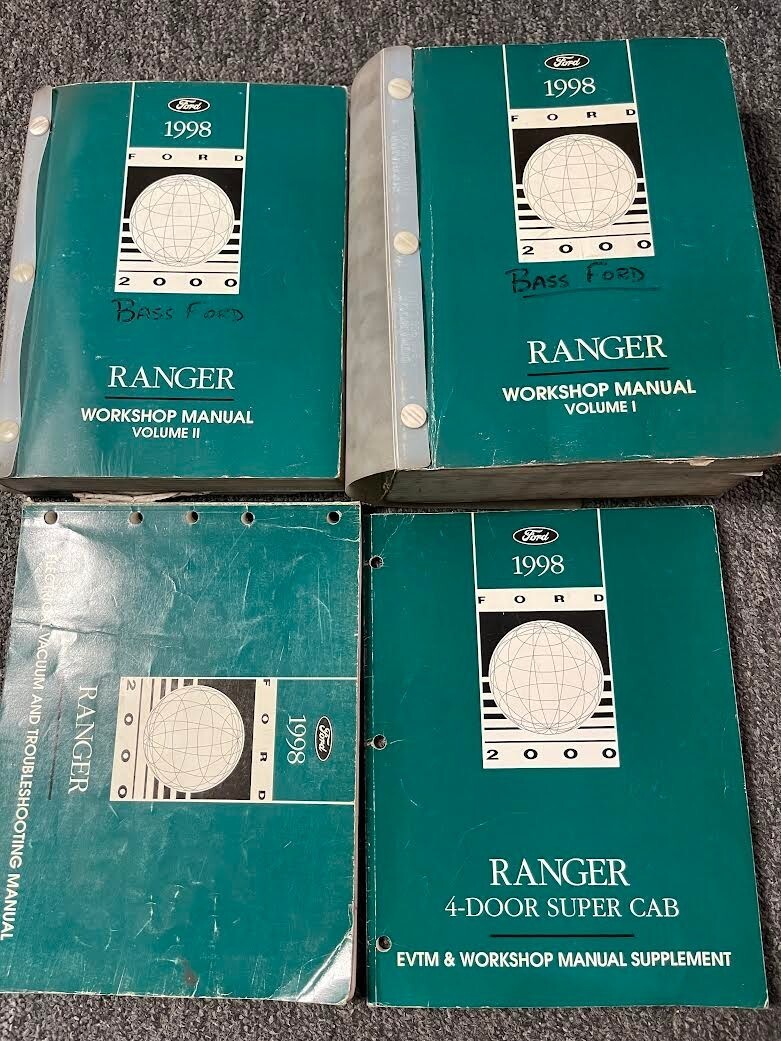 Ford
1998
FORD
2000
BASS FORD
RANGER
WORKSHOP MANUAL
VOLUME II
Ford
1998
FORD
2000
BASS FORD
RANGER
WORKSHOP MANUAL
VOLUME I
Ford
1998
FORD
2000
RANGER
ELECTRICAL, VACUUM AND TROUBLESHOOTING MANUAL
Ford
1998
FORD
2000
RANGER
4-DOOR SUPER CAB
EVTM & WORKSHOP MANUAL SUPPLEMENT